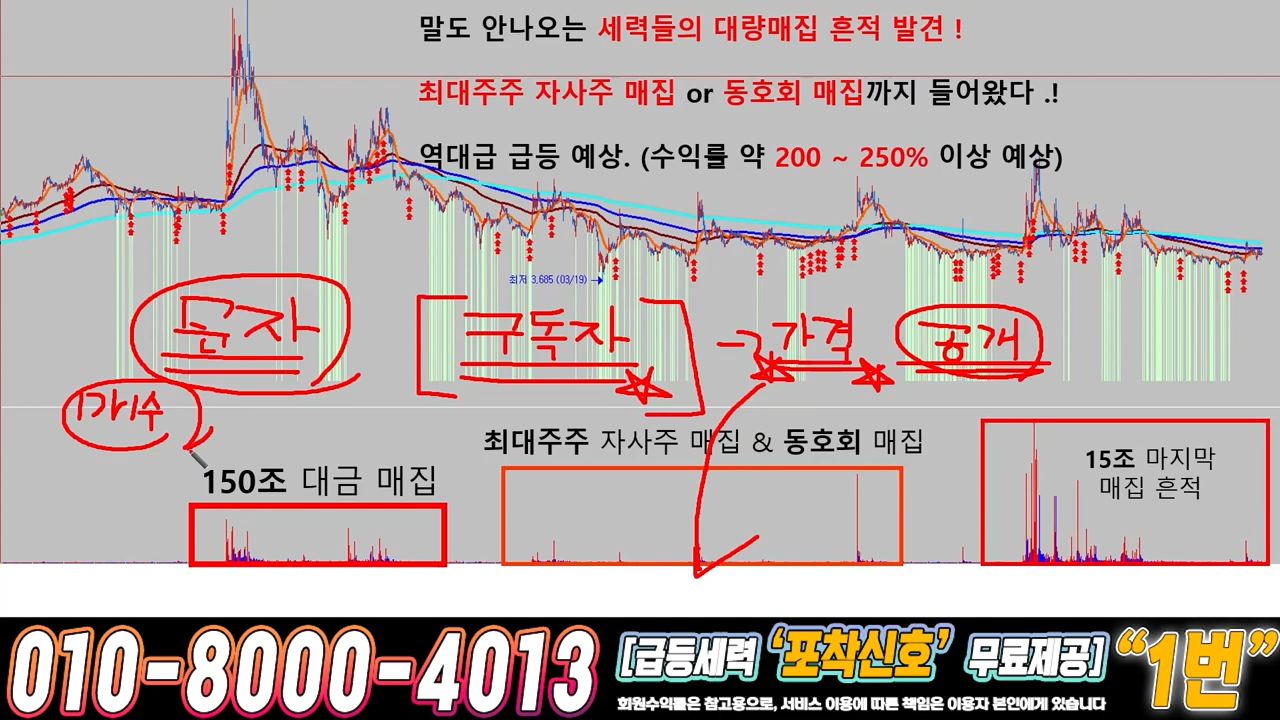 말도 안나오는 세력들의 대량매집 흔적 발견 !
최대주주 자사주 매집 or 동호회 매집까지 들어왔다 .!
역대급 급등 예상. (수익률 약 200 ~ 250% 이상 예상)
최저 3,685 (03/19)
문자
구독자
가격
공개
150조 대금 매집
최대주주 자사주 매집 & 동호회 매집
15조 마지막
매집 흔적
010-8000-4013
[급등세력 '포착신호' 무료제공] "1번"
회원수익률은 참고용으로, 서비스 이용에 따른 책임은 이용자 본인에게 있습니다